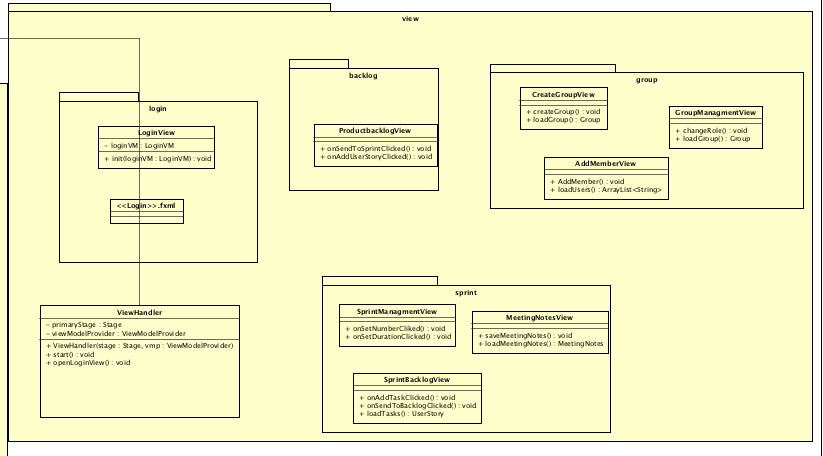 view
login
LoginView
- loginVM : LoginVM
+ init(loginVM : LoginVM) : void
<<Login>>.fxml
ViewHandler
- primaryStage : Stage
- viewModelProvider : ViewModelProvider
+ ViewHandler(stage : Stage, vmp : ViewModelProvider)
+ start() : void
+ openLoginView() : void
backlog
ProductbacklogView
+ onSendToSprintClicked() : void
+ onAddUserStoryClicked() : void
group
CreateGroupView
+ createGroup() : void
+ loadGroup() : Group
GroupManagmentView
+ changeRole() : void
+ loadGroup() : Group
AddMemberView
+ AddMember() : void
+ loadUsers() : ArrayList<String>
sprint
SprintManagmentView
+ onSetNumberCliked() : void
+ onSetDurationClicked() : void
MeetingNotesView
+ saveMeetingNotes() : void
+ loadMeetingNotes() : MeetingNotes
SprintBacklogView
+ onAddTaskClicked() : void
+ onSendToBacklogClicked() : void
+ loadTasks() : UserStory